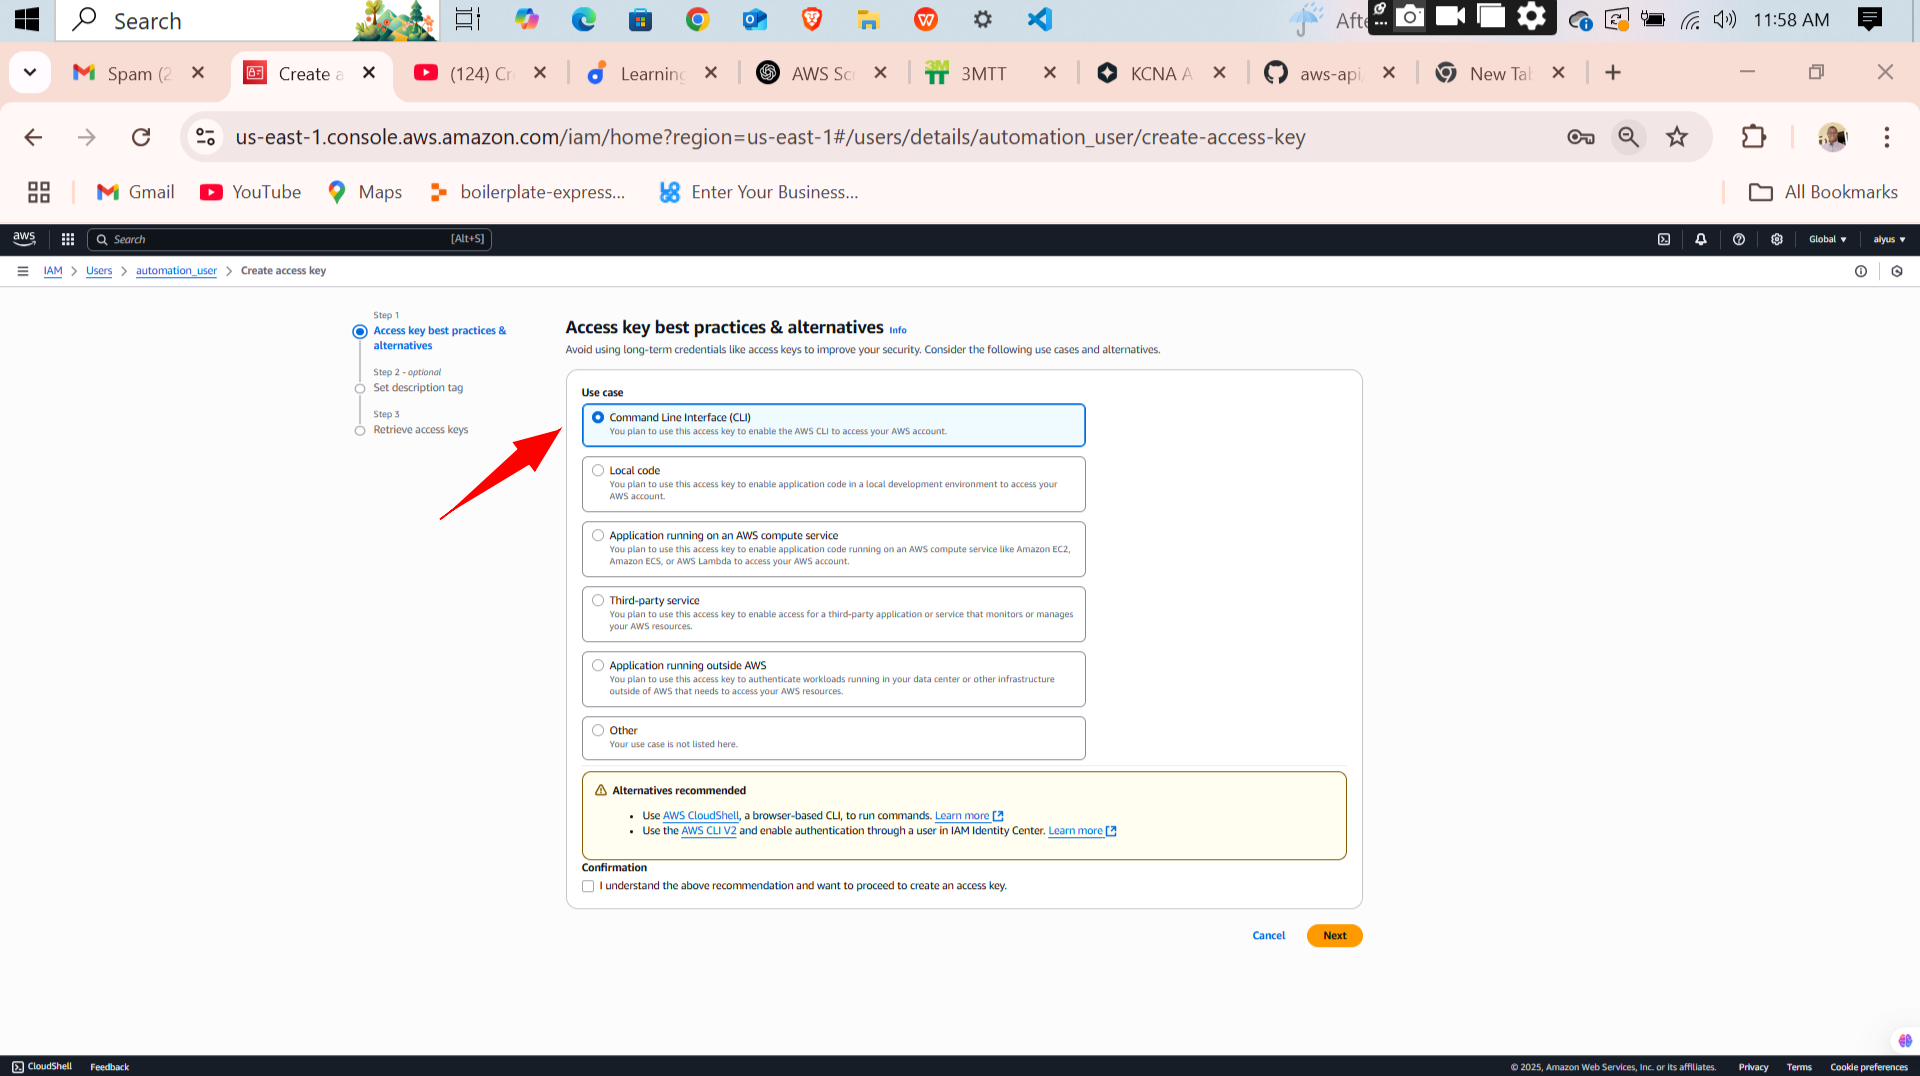 Search
Afte
11:58 AM
Spam (2
Create a
(124) Cr
Learning
AWS Scr
3MTT
KCNA A
aws-api
New Tab
us-east-1.console.aws.amazon.com/iam/home?region=us-east-1#/users/details/automation_user/create-access-key
Gmail
YouTube
Maps
boilerplate-express...
Enter Your Business...
All Bookmarks
aws
Search
[Alt+S]
Global
aiyus
IAM
Users
automation_user
Create access key
Step 1
Access key best practices &
alternatives
Step 2 - optional
Set description tag
Step 3
Retrieve access keys
Access key best practices & alternatives Info
Avoid using long-term credentials like access keys to improve your security. Consider the following use cases and alternatives.
Use case
Command Line Interface (CLI)
You plan to use this access key to enable the AWS CLI to access your AWS account.
Local code
You plan to use this access key to enable application code in a local development environment to access your
AWS account.
Application running on an AWS compute service
You plan to use this access key to enable application code running on an AWS compute service like Amazon EC2,
Amazon ECS, or AWS Lambda to access your AWS account.
Third-party service
You plan to use this access key to enable access for a third-party application or service that monitors or manages
your AWS resources.
Application running outside AWS
You plan to use this access key to authenticate workloads running in your data center or other infrastructure
outside of AWS that needs to access your AWS resources.
Other
Your use case is not listed here.
Alternatives recommended
• Use AWS CloudShell, a browser-based CLI, to run commands. Learn more
• Use the AWS CLI V2 and enable authentication through a user in IAM Identity Center. Learn more
Confirmation
I understand the above recommendation and want to proceed to create an access key.
Cancel
Next
CloudShell
Feedback
© 2025, Amazon Web Services, Inc. or its affiliates.
Privacy
Terms
Cookie preferences